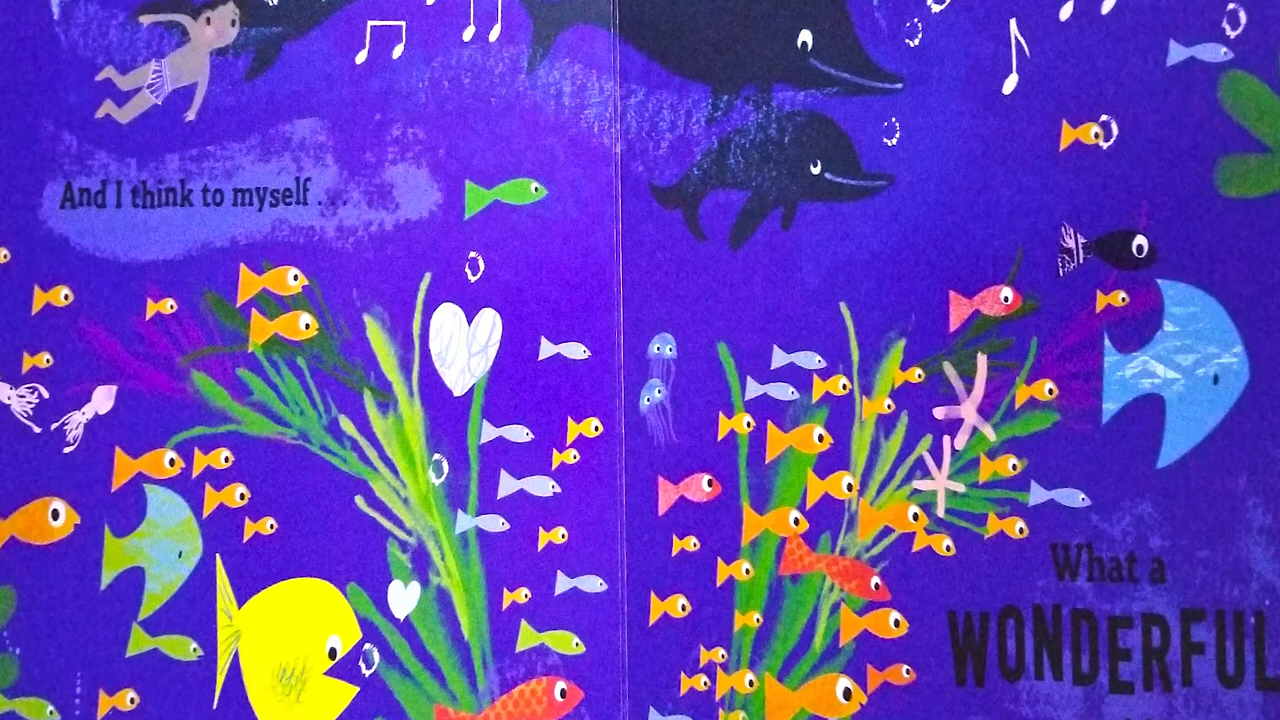 And I think to myself . . .
What a
WONDERFUL